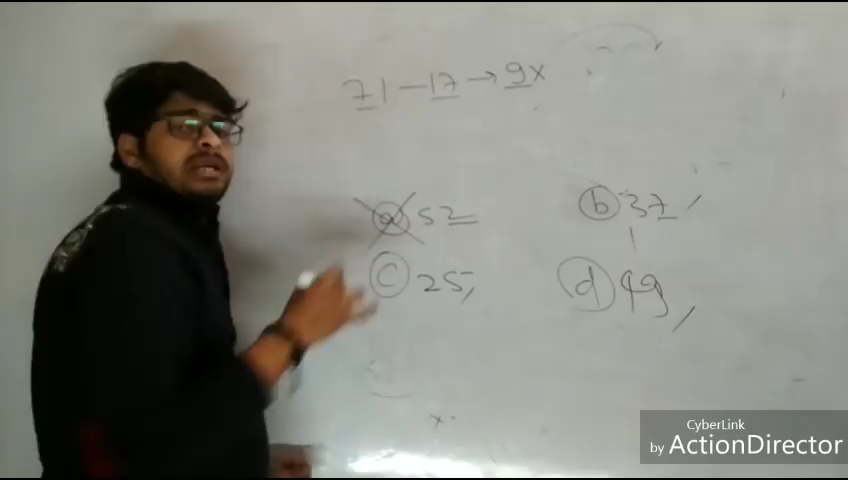 71 - 17 → 9x
a 52 b 37
c 25, d 49,
CyberLink
by ActionDirector